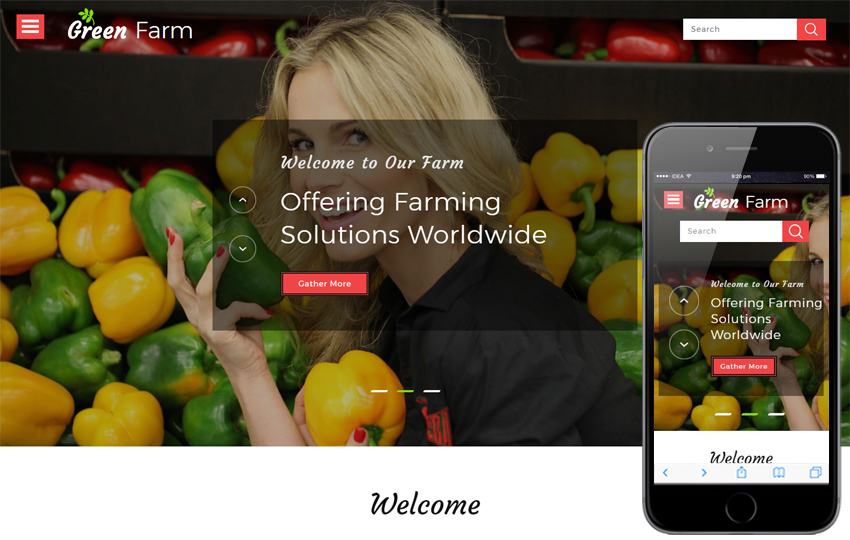 Green Farm
Search
Welcome to Our Farm
Offering Farming
Solutions Worldwide
Gather More
Welcome
IDEA
9:20 pm
90%
Green Farm
Search
Welcome to Our Farm
Offering Farming
Solutions
Worldwide
Gather More
Welcome